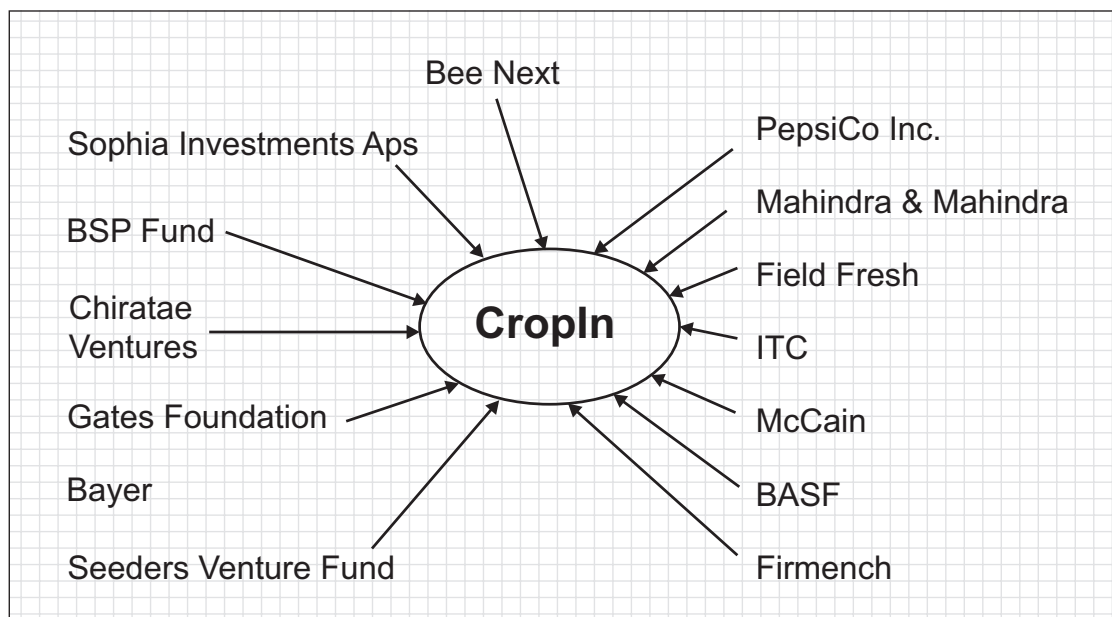 Bee Next
Sophia Investments Aps
PepsiCo Inc.
BSP Fund
Mahindra & Mahindra
Field Fresh
Chiratae
Ventures
CropIn
ITC
Gates Foundation
McCain
Bayer
BASF
Seeders Venture Fund
Firmench